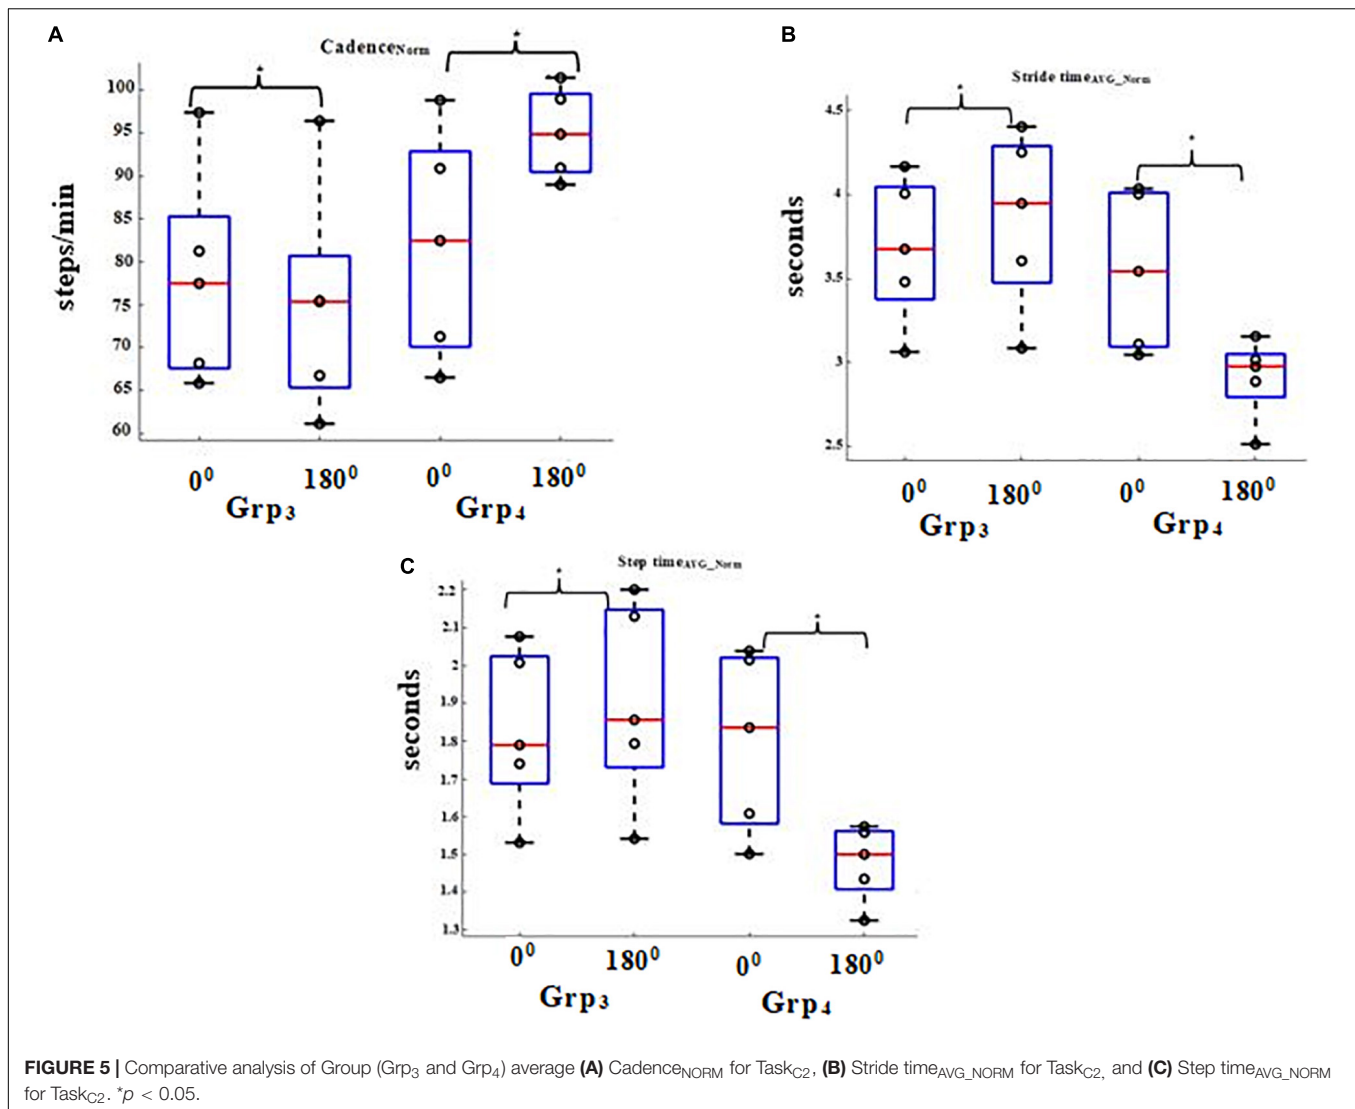 A
Cadence_Norm
*
*
100
95
90
85
80
75
70
65
60
steps/min
0⁰ 180⁰ 0⁰ 180⁰
Grp₃ Grp₄
B
Stride time_AVG_Norm
*
*
4.5
4
3.5
3
2.5
seconds
0⁰ 180⁰ 0⁰ 180⁰
Grp₃ Grp₄
C
Step time_AVG_Norm
*
*
2.2
2.1
2
1.9
1.8
1.7
1.6
1.5
1.4
1.3
seconds
0⁰ 180⁰ 0⁰ 180⁰
Grp₃ Grp₄
FIGURE 5 | Comparative analysis of Group (Grp₃ and Grp₄) average (A) Cadence_NORM for Task_C2, (B) Stride time_AVG_NORM for Task_C2, and (C) Step time_AVG_NORM
for Task_C2. *p < 0.05.